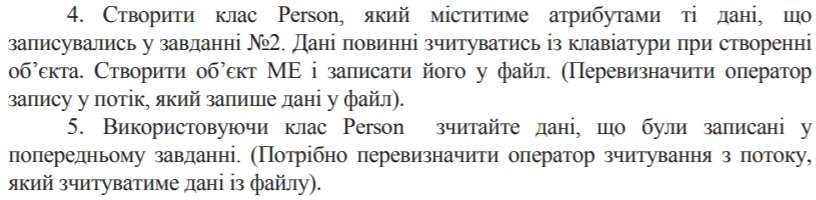 4. Створити клас Person, який міститиме атрибутами ті дані, що
записувались у завданні №2. Дані повинні зчитуватись із клавіатури при створенні
об’єкта. Створити об’єкт ME і записати його у файл. (Перевизначити оператор
запису у потік, який запише дані у файл).
5. Використовуючи клас Person зчитайте дані, що були записані у
попередньому завданні. (Потрібно перевизначити оператор зчитування з потоку,
який зчитуватиме дані із файлу).